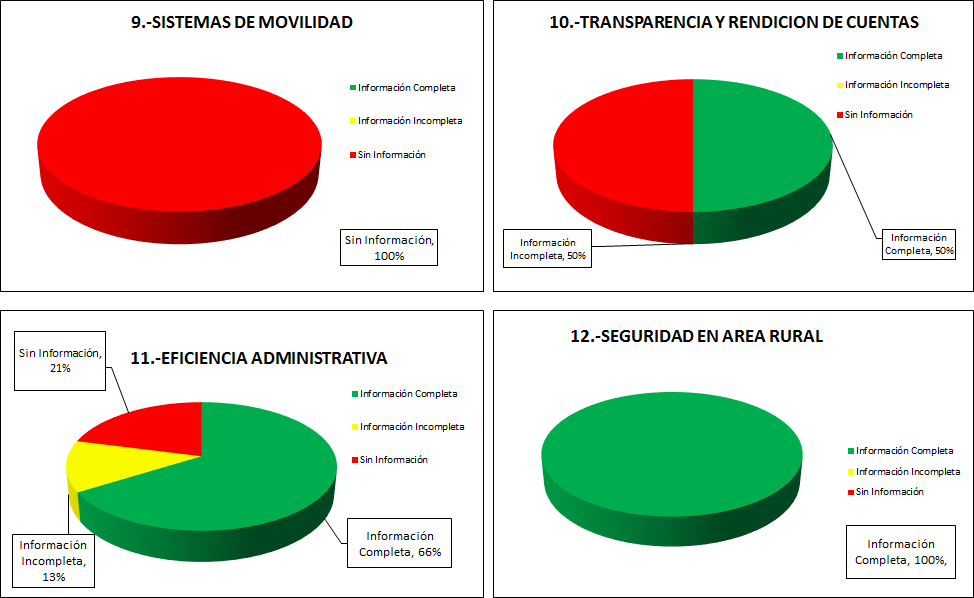 9.-SISTEMAS DE MOVILIDAD
Información Completa
Información Incompleta
Sin Información
Sin Información,
100%
10.-TRANSPARENCIA Y RENDICION DE CUENTAS
Información Completa
Información Incompleta
Sin Información
Información
Incompleta, 50%
Información
Completa, 50%
11.-EFICIENCIA ADMINISTRATIVA
Sin Información,
21%
Información Completa
Información Incompleta
Sin Información
Información
Incompleta,
13%
Información
Completa, 66%
12.-SEGURIDAD EN AREA RURAL
Información Completa
Información Incompleta
Sin Información
Información
Completa, 100%,